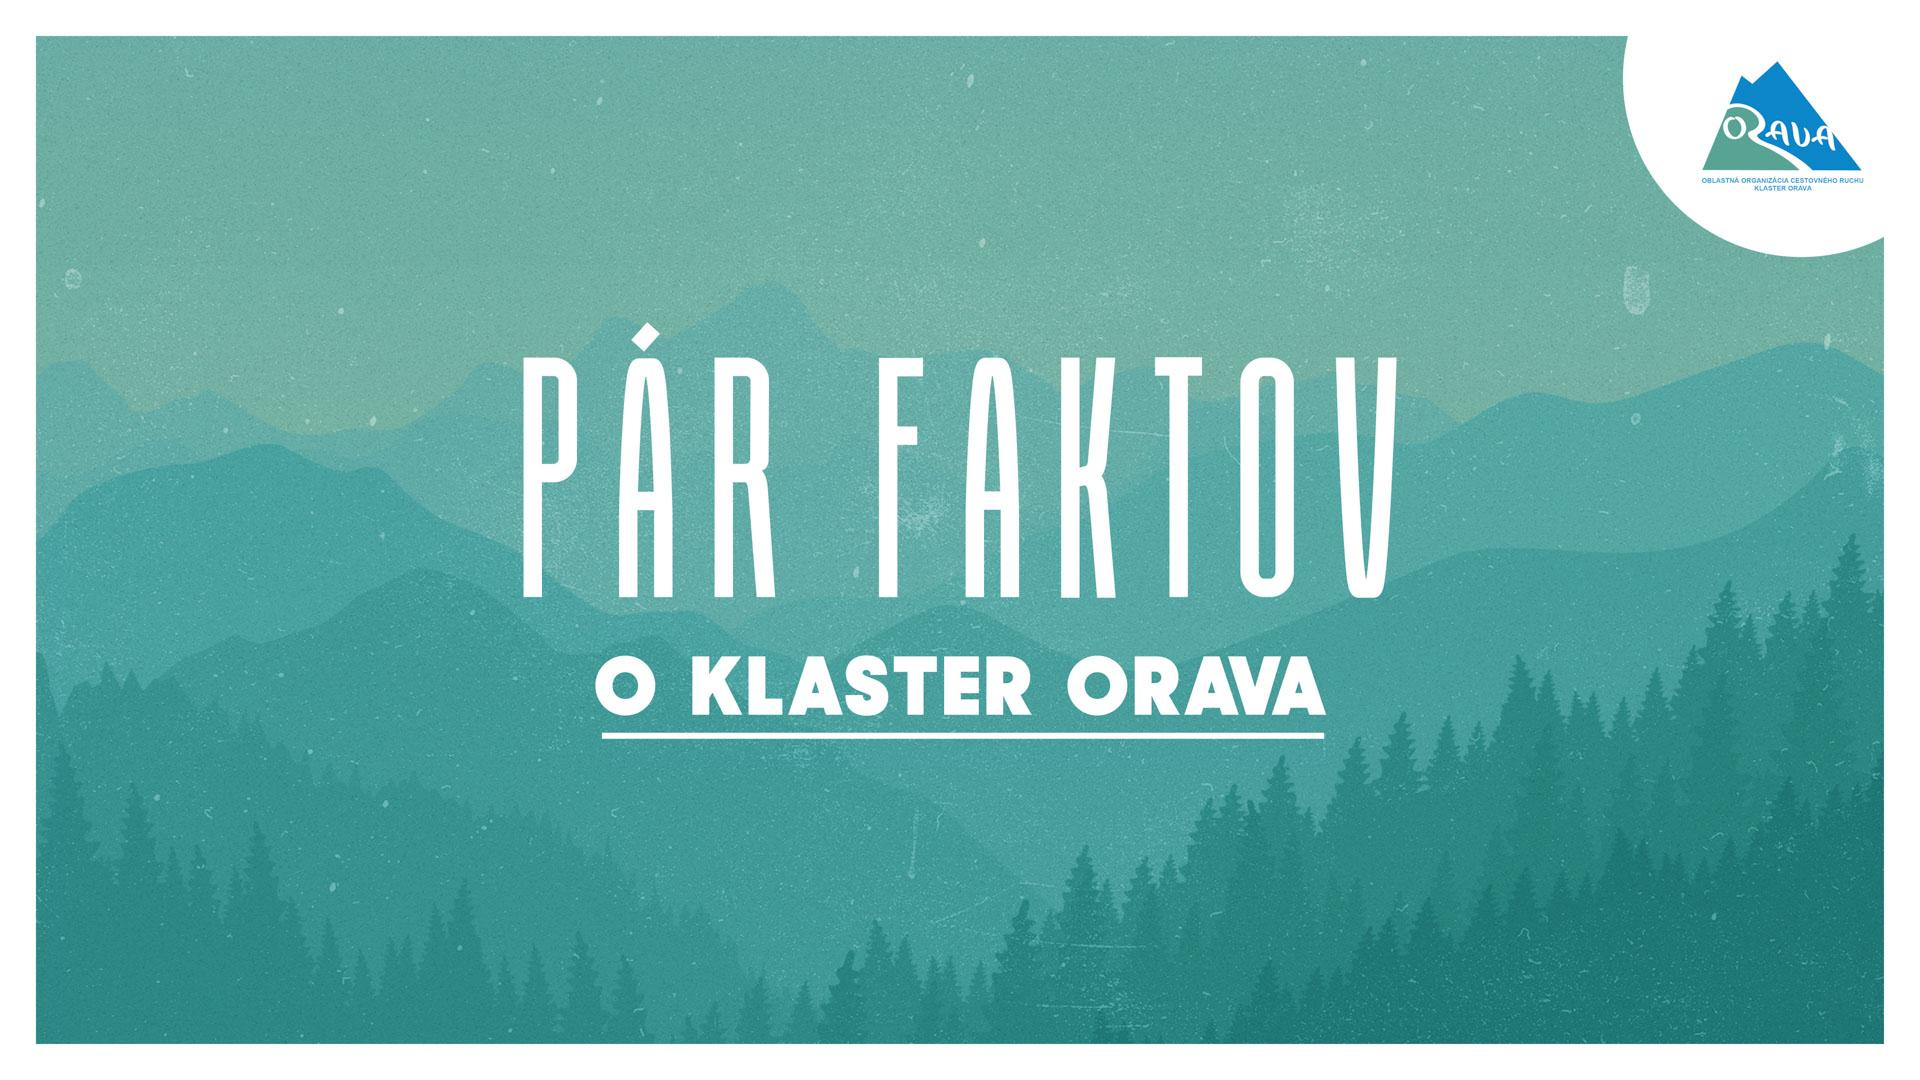 ORAVA
OBLASTNÁ ORGANIZÁCIA CESTOVNÉHO RUCHU
KLASTER ORAVA
PÁR FAKTOV
O KLASTER ORAVA